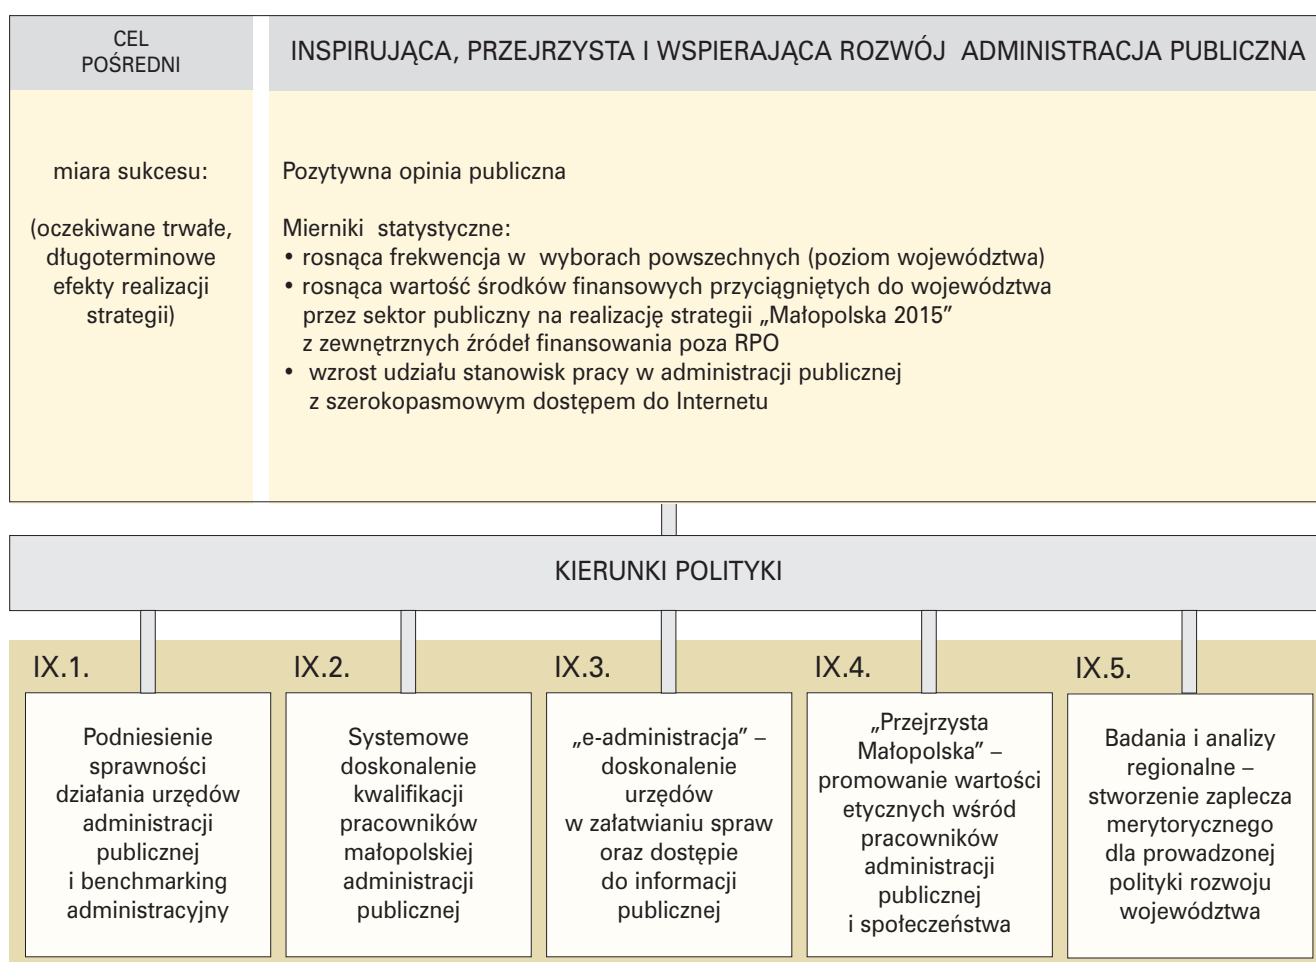 CEL
POŚREDNI
INSPIRUJĄCA, PRZEJRZYSTA I WSPIERAJĄCA ROZWÓJ ADMINISTRACJA PUBLICZNA
miara sukcesu:
(oczekiwane trwałe,
długoterminowe
efekty realizacji
strategii)
Pozytywna opinia publiczna
Mierniki statystyczne:
• rosnąca frekwencja w wyborach powszechnych (poziom województwa)
• rosnąca wartość środków finansowych przyciągniętych do województwa
przez sektor publiczny na realizację strategii „Małopolska 2015”
z zewnętrznych źródeł finansowania poza RPO
• wzrost udziału stanowisk pracy w administracji publicznej
z szerokopasmowym dostępem do Internetu
KIERUNKI POLITYKI
IX.1.
Podniesienie
sprawności
działania urzędów
administracji
publicznej
i benchmarking
administracyjny
IX.2.
Systemowe
doskonalenie
kwalifikacji
pracowników
małopolskiej
administracji
publicznej
IX.3.
„e-administracja” –
doskonalenie
urzędów
w załatwianiu spraw
oraz dostępie
do informacji
publicznej
IX.4.
„Przejrzysta
Małopolska” –
promowanie wartości
etycznych wśród
pracowników
administracji
publicznej
i społeczeństwa
IX.5.
Badania i analizy
regionalne –
stworzenie zaplecza
merytorycznego
dla prowadzonej
polityki rozwoju
województwa